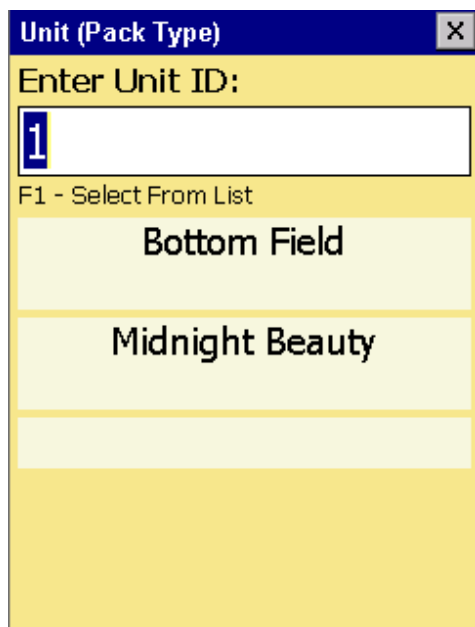 Unit (Pack Type)
Enter Unit ID:
1
F1 - Select From List
Bottom Field
Midnight Beauty